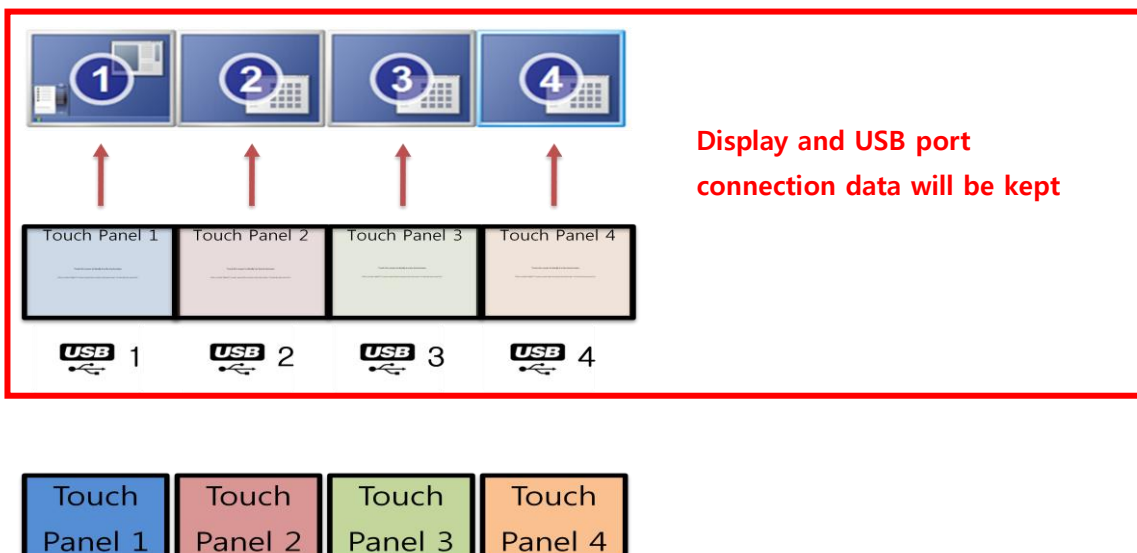 1 2 3 4
Display and USB port
connection data will be kept
Touch Panel 1 Touch Panel 2 Touch Panel 3 Touch Panel 4
USB 1 USB 2 USB 3 USB 4
Touch Touch Touch Touch
Panel 1 Panel 2 Panel 3 Panel 4